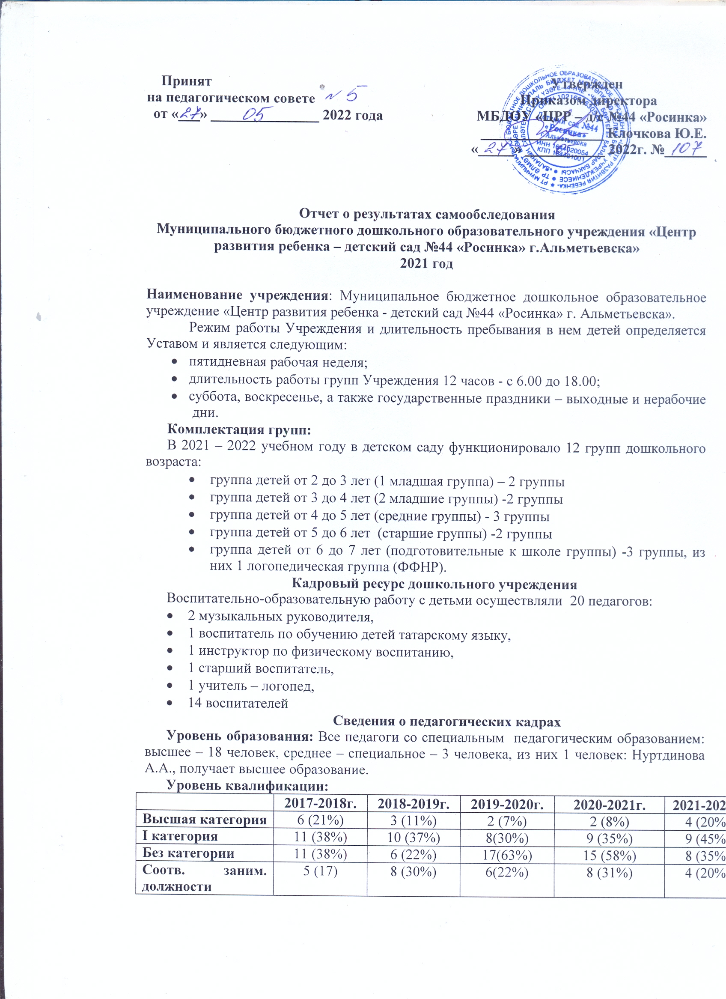 Принят
на педагогическом совете № 5
от «27» 05 2022 года
Утвержден
Приказом директора
МБДОУ «ЦРР – д/с №44 «Росинка»
Клочкова Ю.Е.
«27» 05 2022г. № 107
Детский сад №44
«Росинка»
г.Альметьевска
ИНН 1644020054
КПП 164401001
Отчет о результатах самообследования
Муниципального бюджетного дошкольного образовательного учреждения «Центр
развития ребенка – детский сад №44 «Росинка» г.Альметьевска»
2021 год
Наименование учреждения: Муниципальное бюджетное дошкольное образовательное
учреждение «Центр развития ребенка - детский сад №44 «Росинка» г. Альметьевска».
Режим работы Учреждения и длительность пребывания в нем детей определяется
Уставом и является следующим:
• пятидневная рабочая неделя;
• длительность работы групп Учреждения 12 часов - с 6.00 до 18.00;
• суббота, воскресенье, а также государственные праздники – выходные и нерабочие
дни.
Комплектация групп:
В 2021 – 2022 учебном году в детском саду функционировало 12 групп дошкольного
возраста:
• группа детей от 2 до 3 лет (1 младшая группа) – 2 группы
• группа детей от 3 до 4 лет (2 младшие группы) -2 группы
• группа детей от 4 до 5 лет (средние группы) - 3 группы
• группа детей от 5 до 6 лет (старшие группы) -2 группы
• группа детей от 6 до 7 лет (подготовительные к школе группы) -3 группы, из
них 1 логопедическая группа (ФФНР).
Кадровый ресурс дошкольного учреждения
Воспитательно-образовательную работу с детьми осуществляли 20 педагогов:
• 2 музыкальных руководителя,
• 1 воспитатель по обучению детей татарскому языку,
• 1 инструктор по физическому воспитанию,
• 1 старший воспитатель,
• 1 учитель – логопед,
• 14 воспитателей
Сведения о педагогических кадрах
Уровень образования: Все педагоги со специальным педагогическим образованием:
высшее – 18 человек, среднее – специальное – 3 человека, из них 1 человек: Нуртдинова
А.А., получает высшее образование.
Уровень квалификации:
2017-2018г. 2018-2019г. 2019-2020г. 2020-2021г. 2021-202
Высшая категория 6 (21%) 3 (11%) 2 (7%) 2 (8%) 4 (20%
I категория 11 (38%) 10 (37%) 8(30%) 9 (35%) 9 (45%
Без категории 11 (38%) 6 (22%) 17(63%) 15 (58%) 8 (35%
Соотв. заним. 5 (17) 8 (30%) 6(22%) 8 (31%) 4 (20%
должности